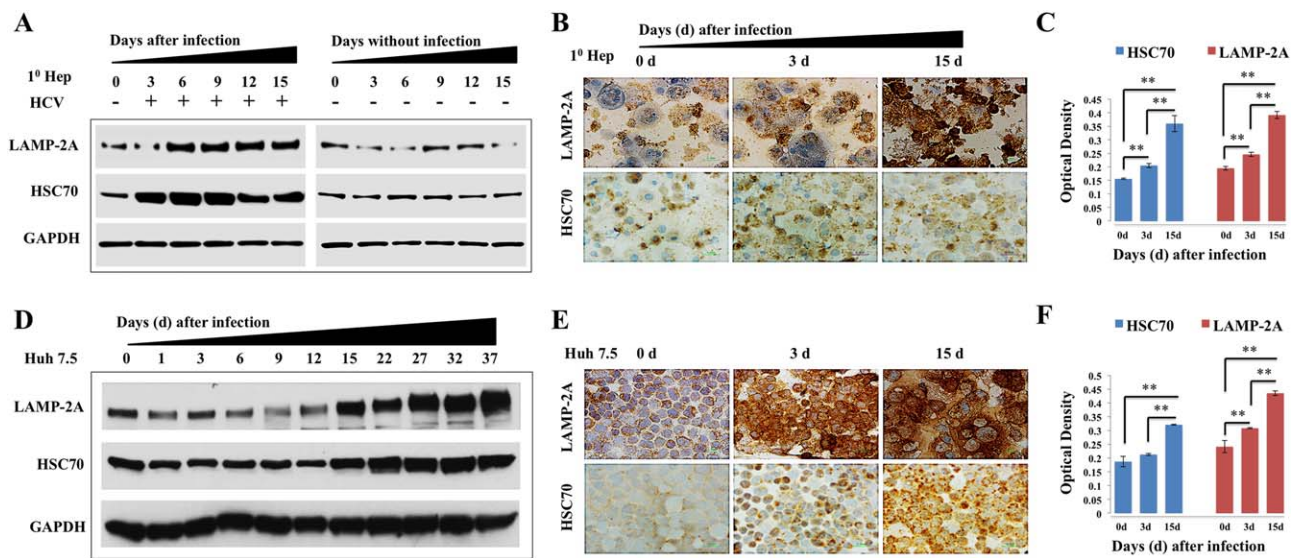 A
Days after infection
Days without infection
1⁰ Hep
0 3 6 9 12 15
0 3 6 9 12 15
HCV
- + + + + +
- - - - - -
LAMP-2A
HSC70
GAPDH
B
Days (d) after infection
1⁰ Hep
0 d 3 d 15 d
LAMP-2A
HSC70
C
HSC70 LAMP-2A
**
**
**
**
**
**
Optical Density
0.45
0.4
0.35
0.3
0.25
0.2
0.15
0.1
0.05
0
0d 3d 15d 0d 3d 15d
Days (d) after infection
D
Days (d) after infection
Huh 7.5
0 1 3 6 9 12 15 22 27 32 37
LAMP-2A
HSC70
GAPDH
E
Days (d) after infection
Huh 7.5
0 d 3 d 15 d
LAMP-2A
HSC70
F
HSC70 LAMP-2A
**
**
**
**
**
Optical Density
0.5
0.45
0.4
0.35
0.3
0.25
0.2
0.15
0.1
0.05
0
0d 3d 15d 0d 3d 15d
Days (d) after infection